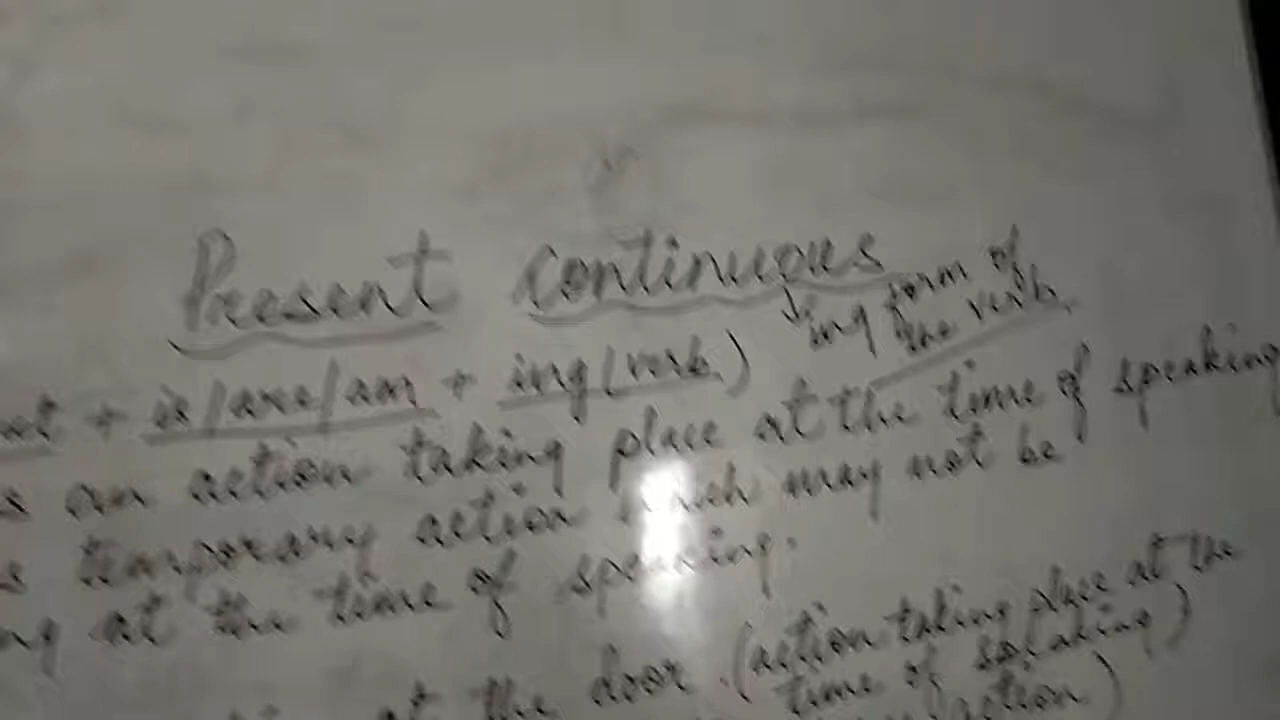 Present Continuous
ing form of
the verb.
+ is/are/am + ing (verb)
an action taking place at the time of speaking
temporary action which may not be
at the time of speaking.
at the door. (action taking place at the
time of speaking)
action)